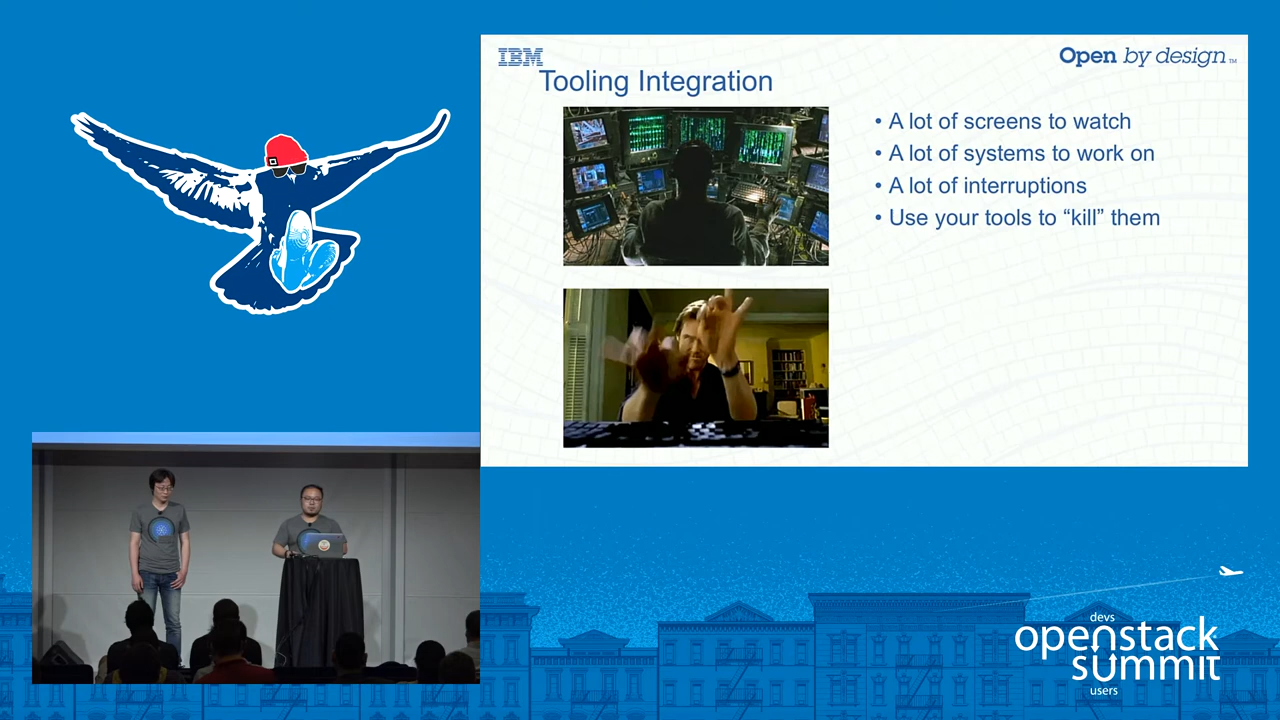 IBM
Open by design™
Tooling Integration
• A lot of screens to watch
• A lot of systems to work on
• A lot of interruptions
• Use your tools to “kill” them
devs
openstack
summit
users